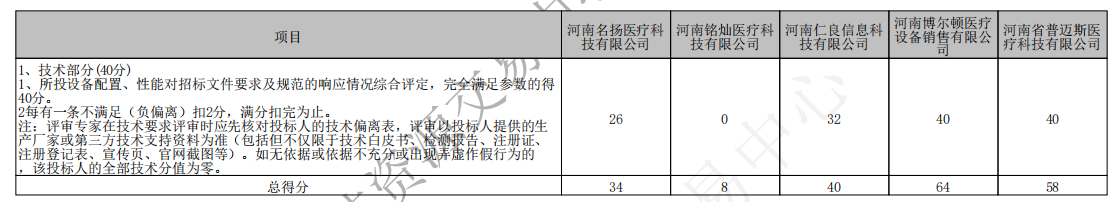 项目
河南名扬医疗科
技有限公司
河南铭灿医疗科
技有限公司
河南仁良信息科
技有限公司
河南博尔顿医疗
设备销售有限公
司
河南省普迈斯医
疗科技有限公司
1、技术部分(40分)
1、所投设备配置、性能对招标文件要求及规范的响应情况综合评定，完全满足参数的得
40分。
2每有一条不满足（负偏离）扣2分，满分扣完为止。
注：评审专家在技术要求评审时应先核对投标人的技术偏离表，评审以投标人提供的生
产厂家或第三方技术支持资料为准（包括但不仅限于技术白皮书、检测报告、注册证、
注册登记表、宣传页、官网截图等）。如无依据或依据不充分或出现弄虚作假行为的
，该投标人的全部技术分值为零。
26
0
32
40
40
总得分
34
8
40
64
58
资源交易中
易中心